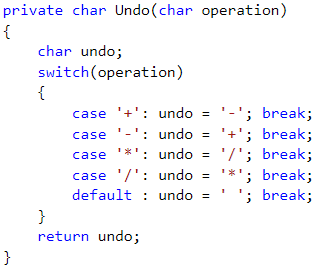 private char Undo(char operation)
{
    char undo;
    switch(operation)
    {
        case '+': undo = '-'; break;
        case '-': undo = '+'; break;
        case '*': undo = '/'; break;
        case '/': undo = '*'; break;
        default : undo = ' '; break;
    }
    return undo;
}